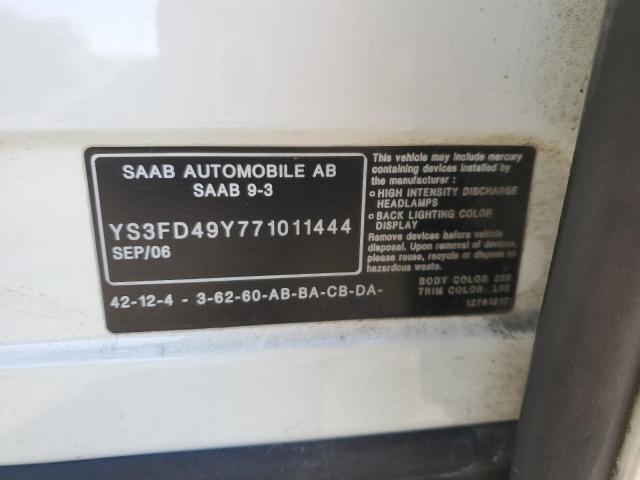 SAAB AUTOMOBILE AB
SAAB 9-3
YS3FD49Y771011444
SEP/06
42-12-4 - 3-62-60-AB-BA-CB-DA-
This vehicle may include mercury
containing devices installed by
the manufacturer :
o HIGH INTENSITY DISCHARGE
HEADLAMPS
o BACK LIGHTING COLOR
DISPLAY
Remove devices before vehicle
disposal. Upon removal of devices,
please reuse, recycle or dispose as
hazardous waste.
BODY COLOR
TRIM COLOR